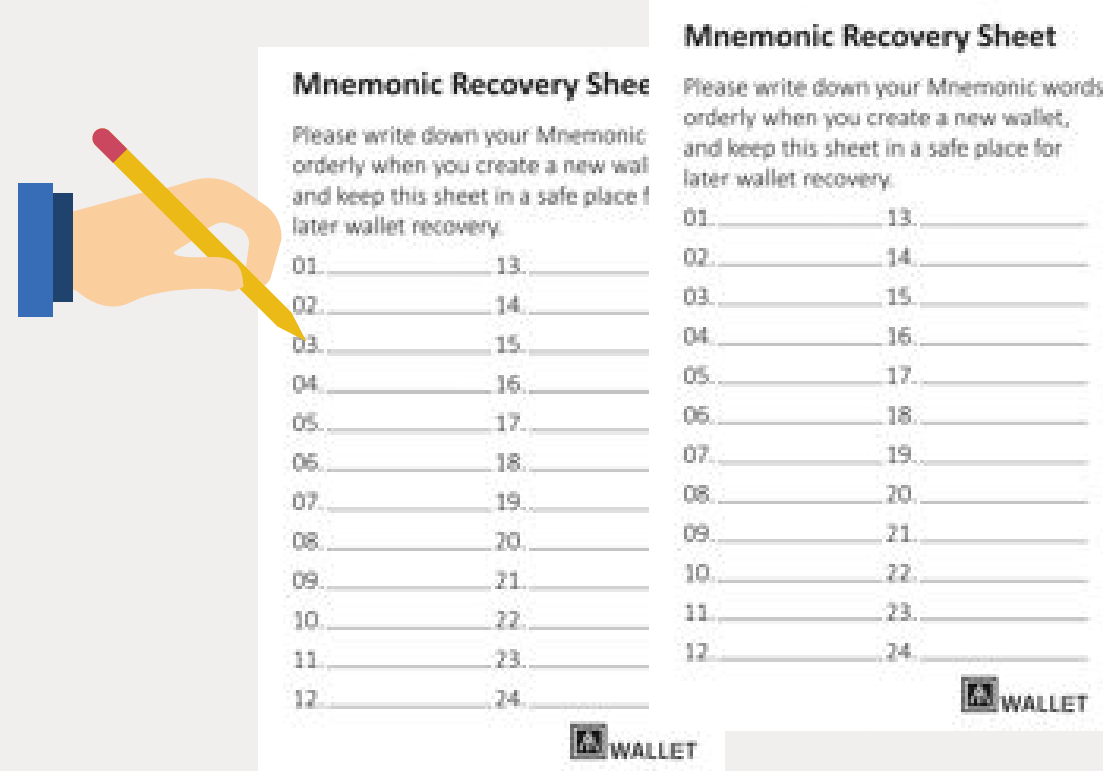 Mnemonic Recovery Shee
Please write down your Mnemonic
orderly when you create a new wal
and keep this sheet in a safe place f
later wallet recovery.
01. 13.
02. 14.
03. 15.
04. 16.
05. 17.
06. 18.
07. 19.
08. 20.
09. 21.
10. 22.
11. 23.
12. 24.
WALLET
Mnemonic Recovery Sheet
Please write down your Mnemonic words
orderly when you create a new wallet,
and keep this sheet in a safe place for
later wallet recovery.
01. 13.
02. 14.
03. 15.
04. 16.
05. 17.
06. 18.
07. 19.
08. 20.
09. 21.
10. 22.
11. 23.
12. 24.
WALLET